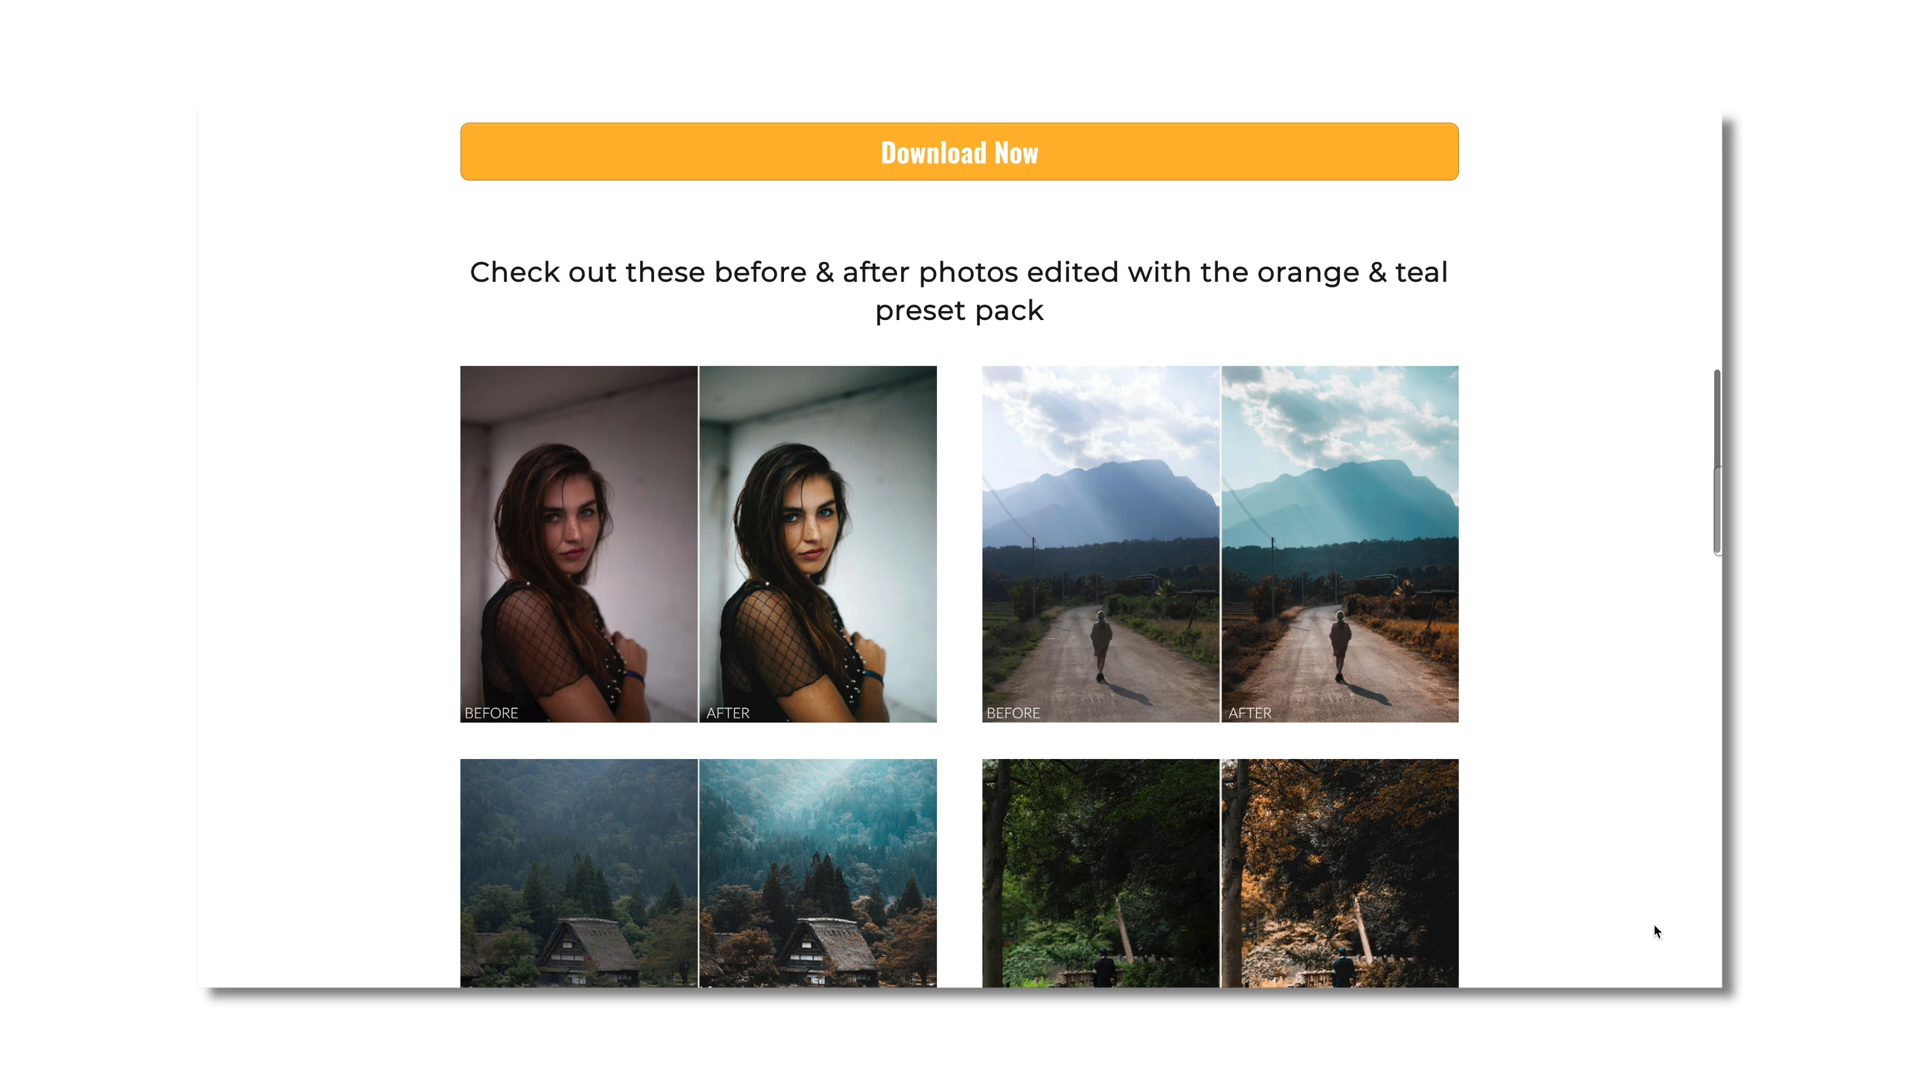 Download Now
Check out these before & after photos edited with the orange & teal
preset pack
BEFORE
AFTER
BEFORE
AFTER